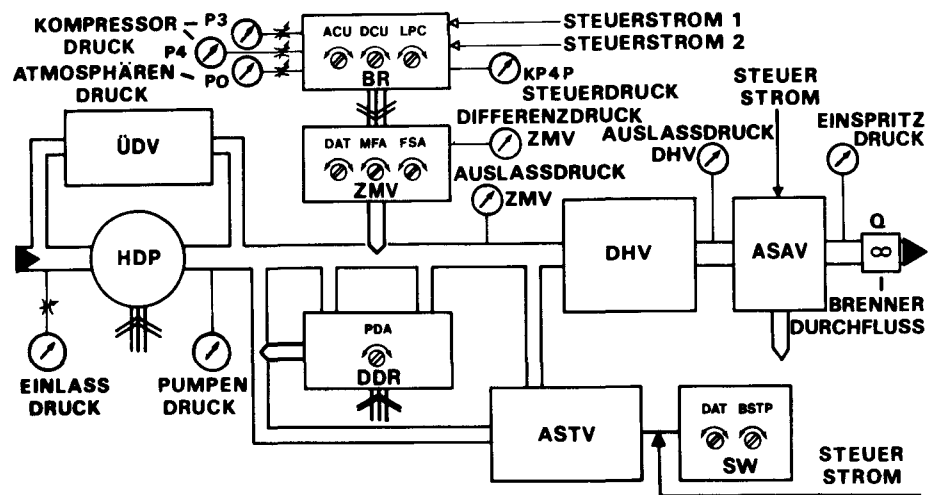 KOMPRESSOR-
DRUCK
P3
P4
ATMOSPHÄREN
DRUCK
PO
ACU DCU LPC
BR
STEUERSTROM 1
STEUERSTROM 2
KP4P
STEUERDRUCK
DIFFERENZDRUCK
ZMV
DAT MFA FSA
ZMV
AUSLASSDRUCK
ZMV
AUSLASSDRUCK
DHV
STEUER
STROM
EINSPRITZ
DRUCK
ÜDV
HDP
DHV
ASAV
Q
∞
BRENNER
DURCHFLUSS
EINLASS
DRUCK
PUMPEN
DRUCK
PDA
DDR
ASTV
DAT BSTP
SW
STEUER
STROM